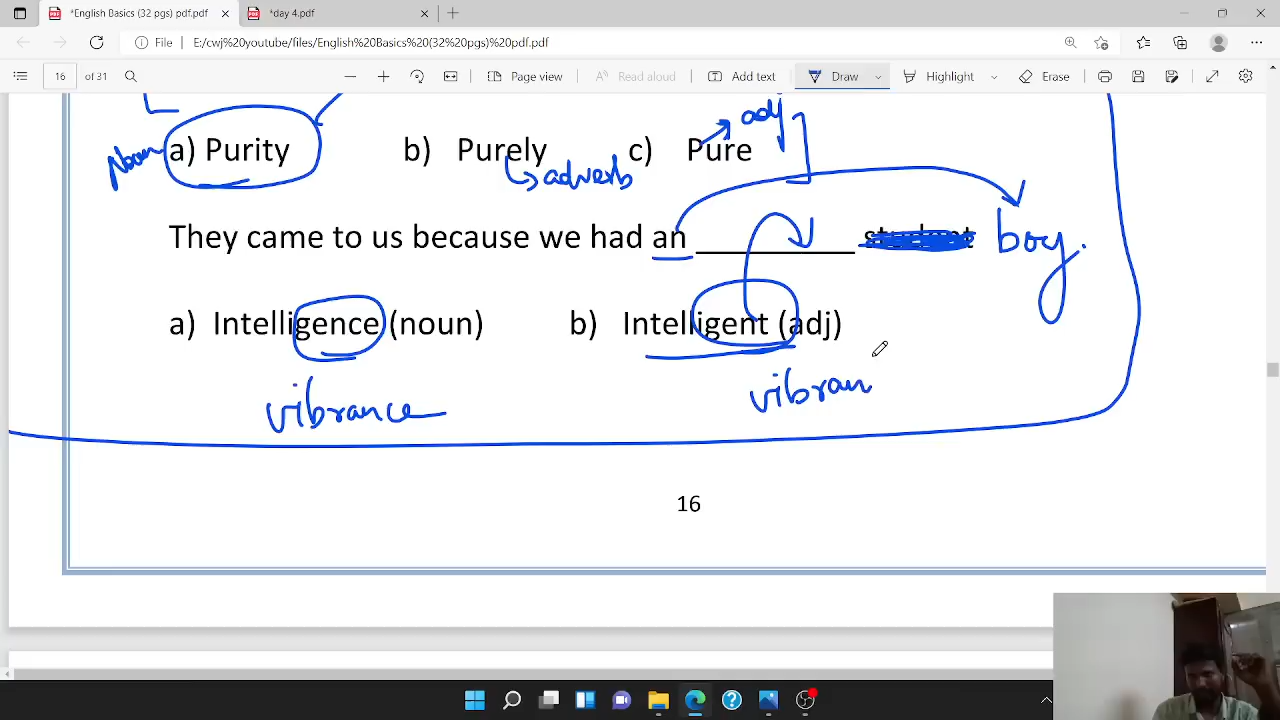 *English Basics (32 pgs) pdf.pdf
*day 4.pdf
File E:/cwj%20youtube/files/English%20Basics%20(32%20pgs)%20pdf.pdf
16 of 31 Page view Read aloud Add text Draw Highlight Erase
adj
Noun a) Purity b) Purely c) Pure
adverb
They came to us because we had an __________ student boy.
a) Intelligence (noun) b) Intelligent (adj)
vibrance vibran
16